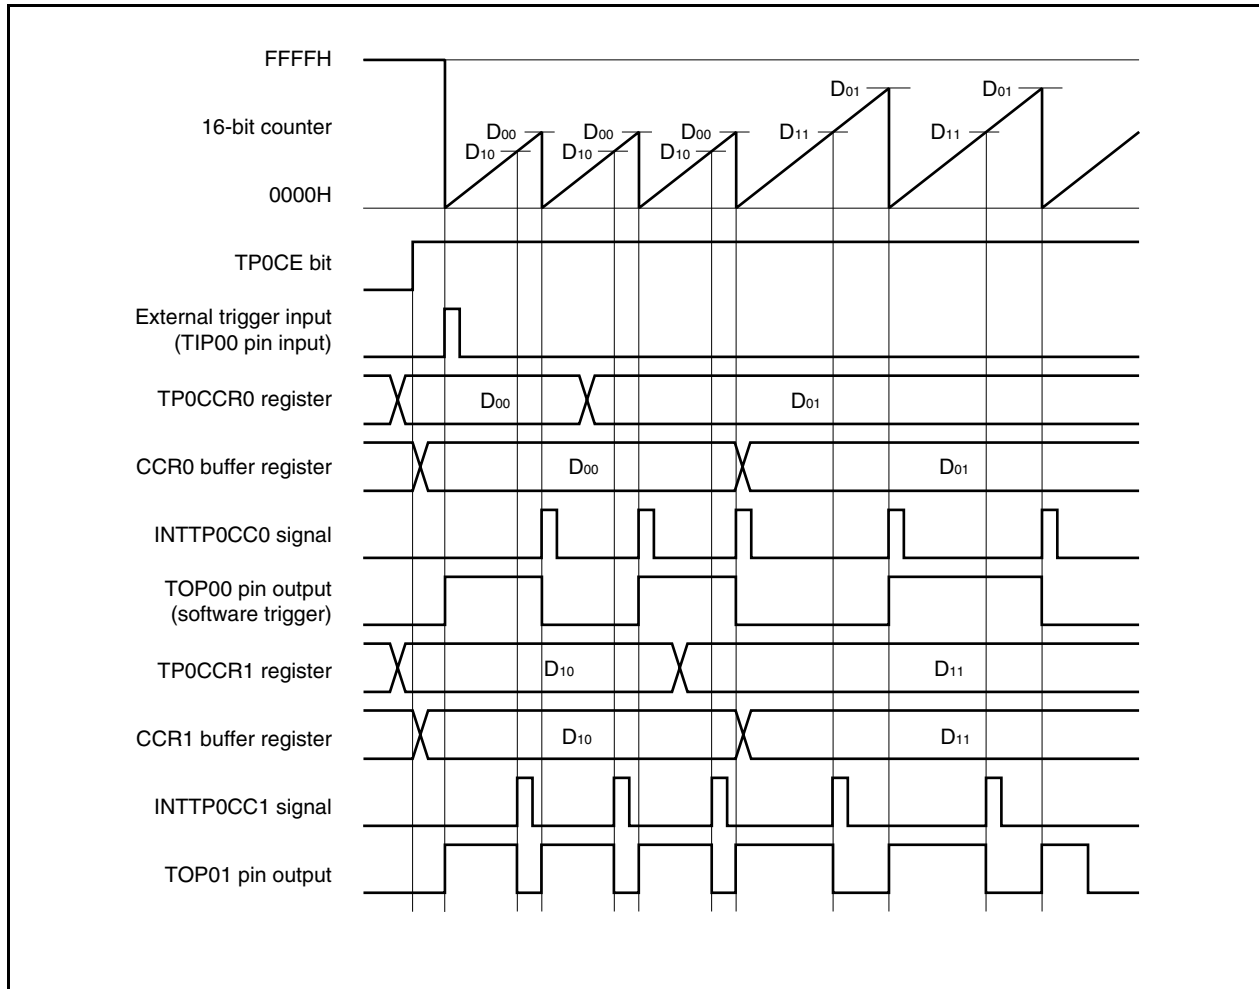 FFFFH
16-bit counter
0000H
D00 D00 D00 D01 D01
D10 D10 D10 D11 D11
TP0CE bit
External trigger input
(TIP00 pin input)
TP0CCR0 register
D00 D01
CCR0 buffer register
D00 D01
INTTP0CC0 signal
TOP00 pin output
(software trigger)
TP0CCR1 register
D10 D11
CCR1 buffer register
D10 D11
INTTP0CC1 signal
TOP01 pin output